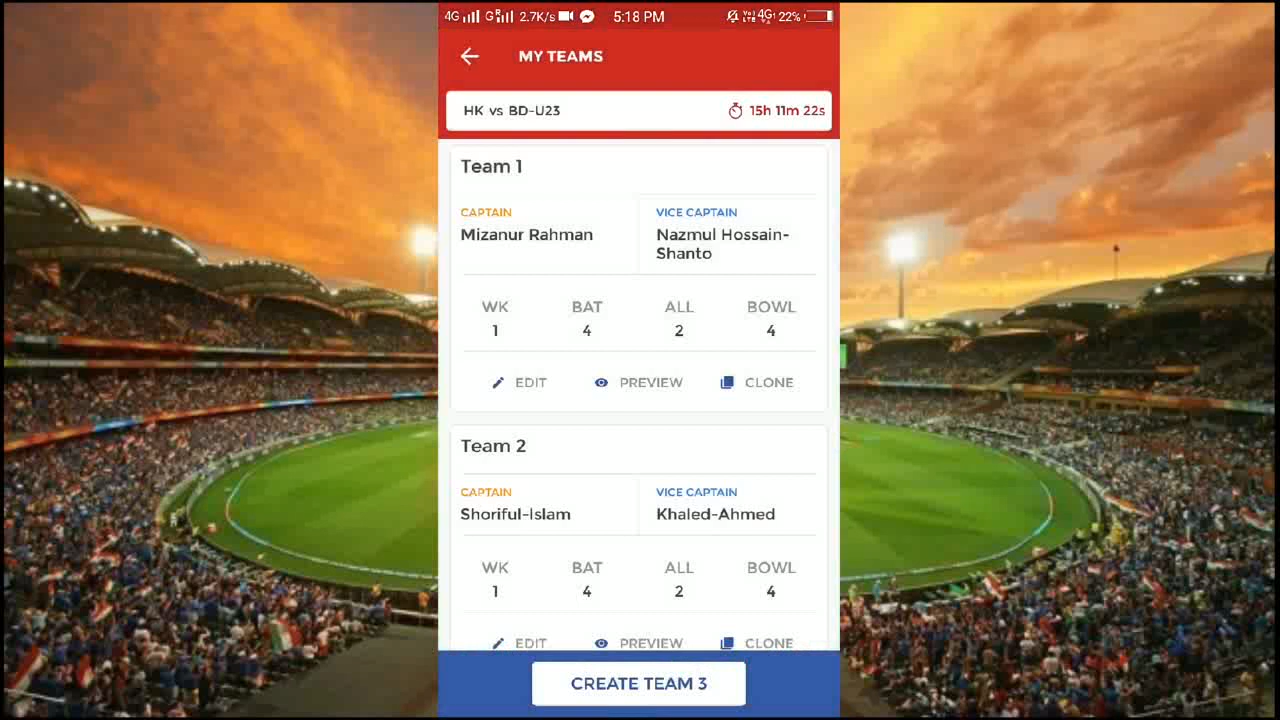 4G G R 2.7K/s 5:18 PM VoLTE 4G 22%
MY TEAMS
HK vs BD-U23 15h 11m 22s
Team 1
CAPTAIN VICE CAPTAIN
Mizanur Rahman Nazmul Hossain-
Shanto
WK BAT ALL BOWL
1 4 2 4
EDIT PREVIEW CLONE
Team 2
CAPTAIN VICE CAPTAIN
Shoriful-Islam Khaled-Ahmed
WK BAT ALL BOWL
1 4 2 4
EDIT PREVIEW CLONE
CREATE TEAM 3